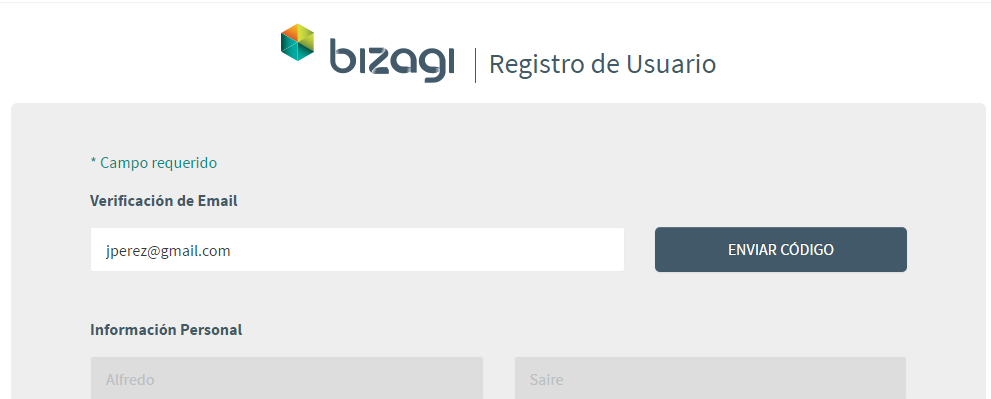 bizagi | Registro de Usuario
* Campo requerido
Verificación de Email
jperez@gmail.com
ENVIAR CÓDIGO
Información Personal
Alfredo
Saire